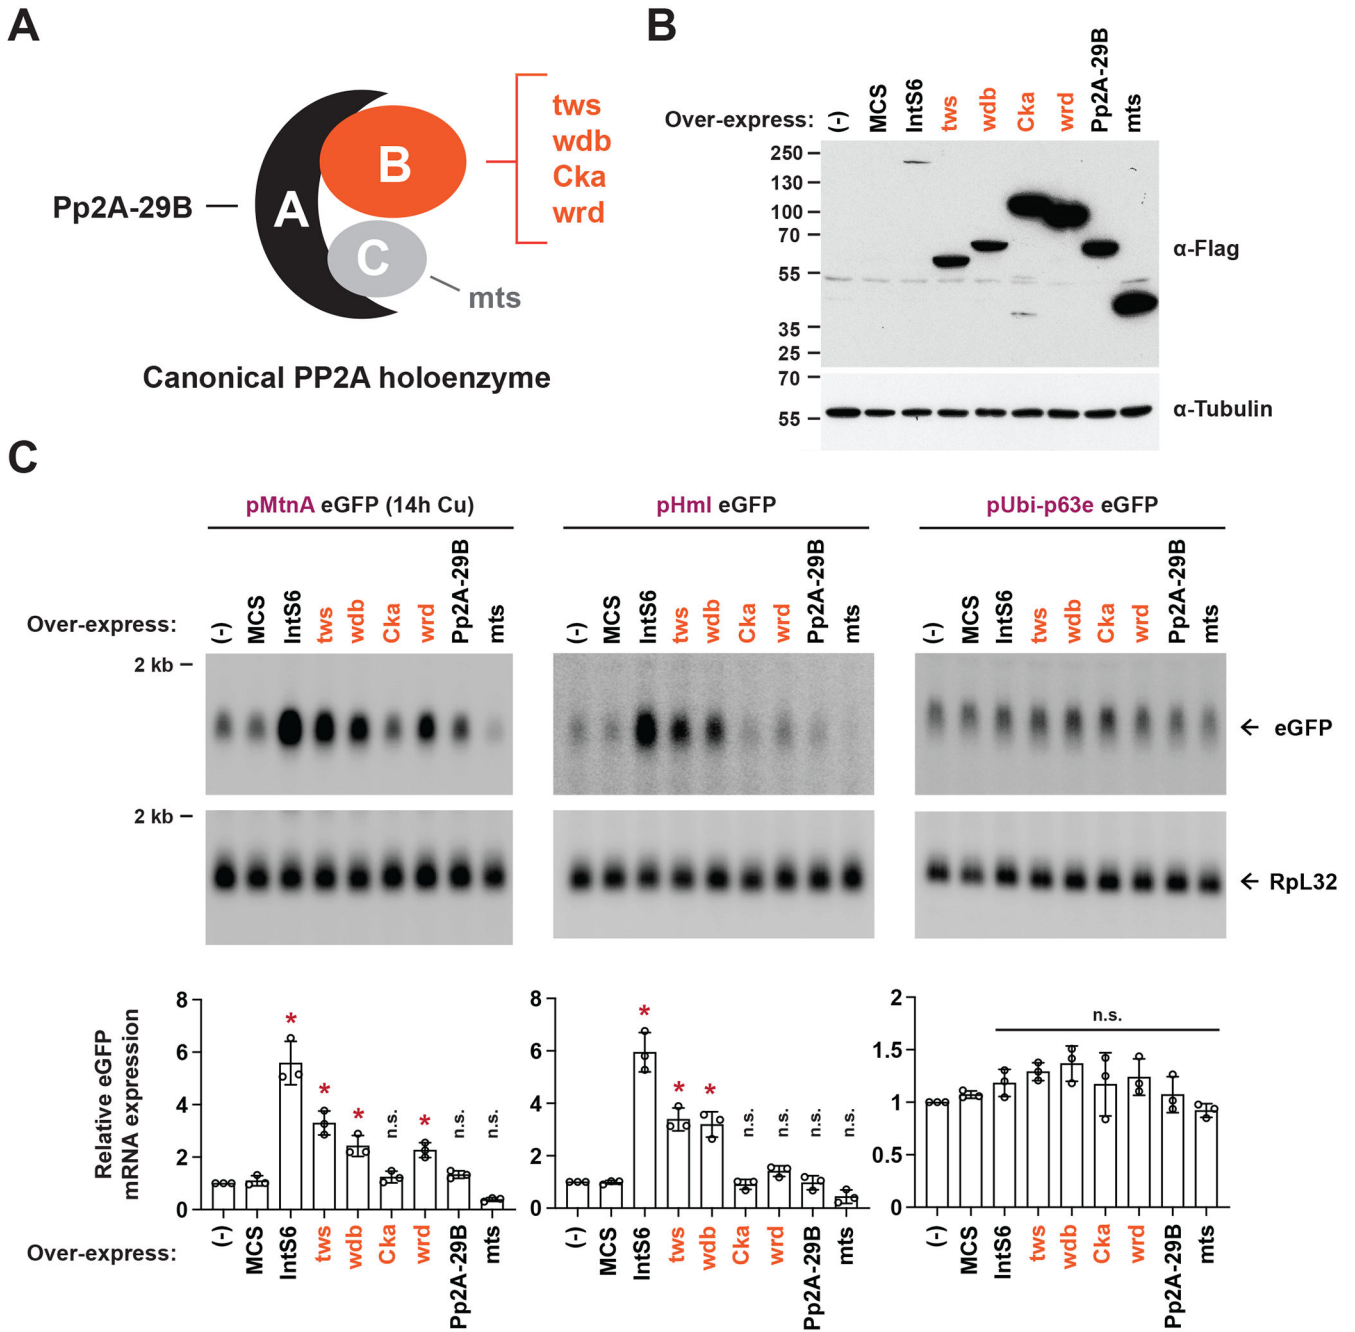 A
B
tws
wdb
Cka
wrd
Pp2A-29B
A
B
C
mts
Canonical PP2A holoenzyme
Over-express: (-) MCS IntS6 tws wdb Cka wrd Pp2A-29B mts
250
130
100
70
55
35
25
α-Flag
70
55
α-Tubulin
C
pMtnA eGFP (14h Cu)
pHml eGFP
pUbi-p63e eGFP
Over-express: (-) MCS IntS6 tws wdb Cka wrd Pp2A-29B mts
(-) MCS IntS6 tws wdb Cka wrd Pp2A-29B mts
(-) MCS IntS6 tws wdb Cka wrd Pp2A-29B mts
2 kb
← eGFP
2 kb
← RpL32
Relative eGFP
mRNA expression
8
6
4
2
0
* * * n.s. * n.s. n.s.
8
6
4
2
0
* * * n.s. n.s. n.s. n.s.
2
1.5
1
0.5
0
n.s.
Over-express: (-) MCS IntS6 tws wdb Cka wrd Pp2A-29B mts
(-) MCS IntS6 tws wdb Cka wrd Pp2A-29B mts
(-) MCS IntS6 tws wdb Cka wrd Pp2A-29B mts